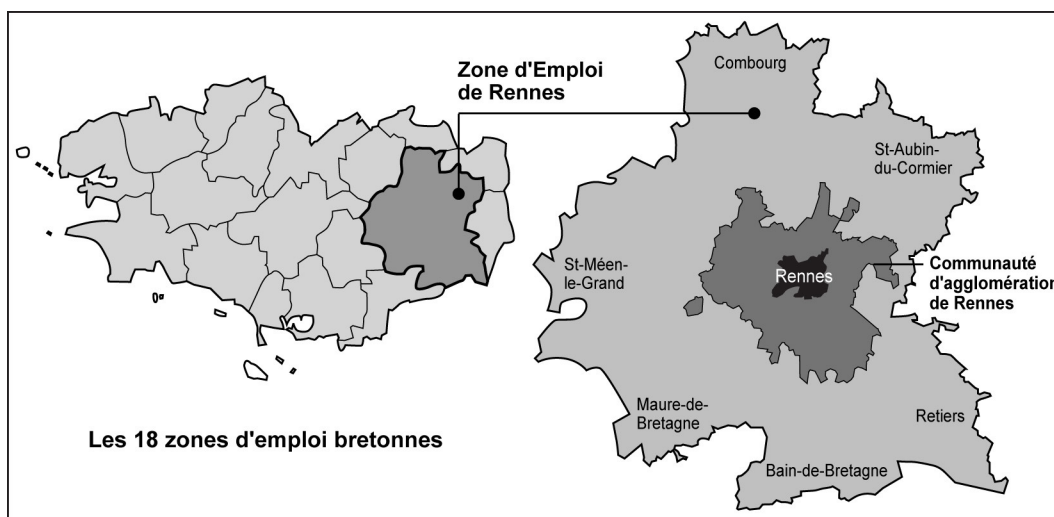 Zone d'Emploi
de Rennes
Combourg
St-Aubin-
du-Cormier
St-Méen-
le-Grand
Rennes
Communauté
d'agglomération
de Rennes
Maure-de-
Bretagne
Retiers
Les 18 zones d'emploi bretonnes
Bain-de-Bretagne